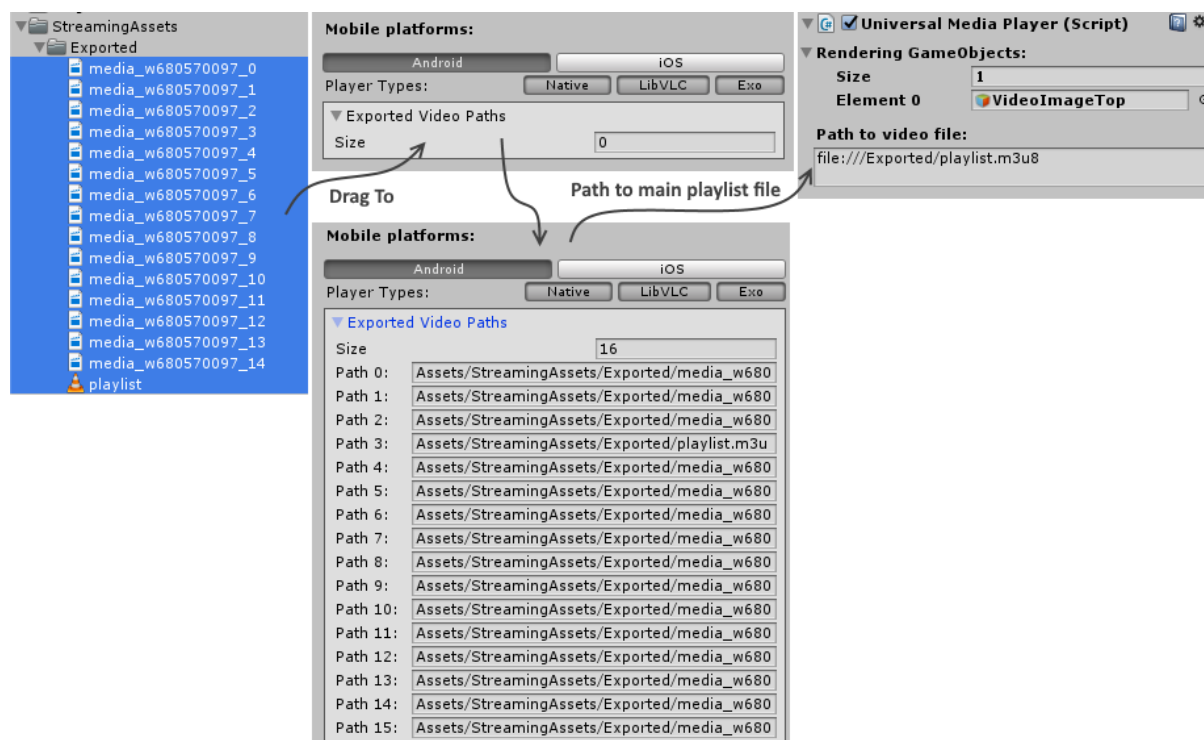 StreamingAssets
Exported
media_w680570097_0
media_w680570097_1
media_w680570097_2
media_w680570097_3
media_w680570097_4
media_w680570097_5
media_w680570097_6
media_w680570097_7
media_w680570097_8
media_w680570097_9
media_w680570097_10
media_w680570097_11
media_w680570097_12
media_w680570097_13
media_w680570097_14
playlist
Mobile platforms:
Android iOS
Player Types: Native LibVLC Exo
Exported Video Paths
Size 0
Drag To
Path to main playlist file
Universal Media Player (Script)
Rendering GameObjects:
Size 1
Element 0 VideoImageTop
Path to video file:
file:///Exported/playlist.m3u8
Mobile platforms:
Android iOS
Player Types: Native LibVLC Exo
Exported Video Paths
Size 16
Path 0: Assets/StreamingAssets/Exported/media_w680
Path 1: Assets/StreamingAssets/Exported/media_w680
Path 2: Assets/StreamingAssets/Exported/media_w680
Path 3: Assets/StreamingAssets/Exported/playlist.m3u
Path 4: Assets/StreamingAssets/Exported/media_w680
Path 5: Assets/StreamingAssets/Exported/media_w680
Path 6: Assets/StreamingAssets/Exported/media_w680
Path 7: Assets/StreamingAssets/Exported/media_w680
Path 8: Assets/StreamingAssets/Exported/media_w680
Path 9: Assets/StreamingAssets/Exported/media_w680
Path 10: Assets/StreamingAssets/Exported/media_w680
Path 11: Assets/StreamingAssets/Exported/media_w680
Path 12: Assets/StreamingAssets/Exported/media_w680
Path 13: Assets/StreamingAssets/Exported/media_w680
Path 14: Assets/StreamingAssets/Exported/media_w680
Path 15: Assets/StreamingAssets/Exported/media_w680